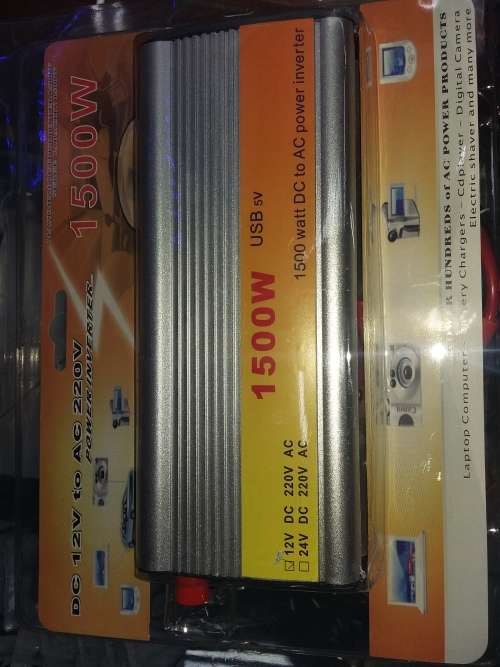 1500W
DC 12V to AC 220V
POWER INVERTER
1500W USB 5V
1500 watt DC to AC power inverter
☑ 12V DC 220V AC
☐ 24V DC 220V AC
HUNDREDS of AC POWER PRODUCTS
Laptop Computer- Chargers - Cdplayer - Digital Camera
Electric shaver and many more
Canon